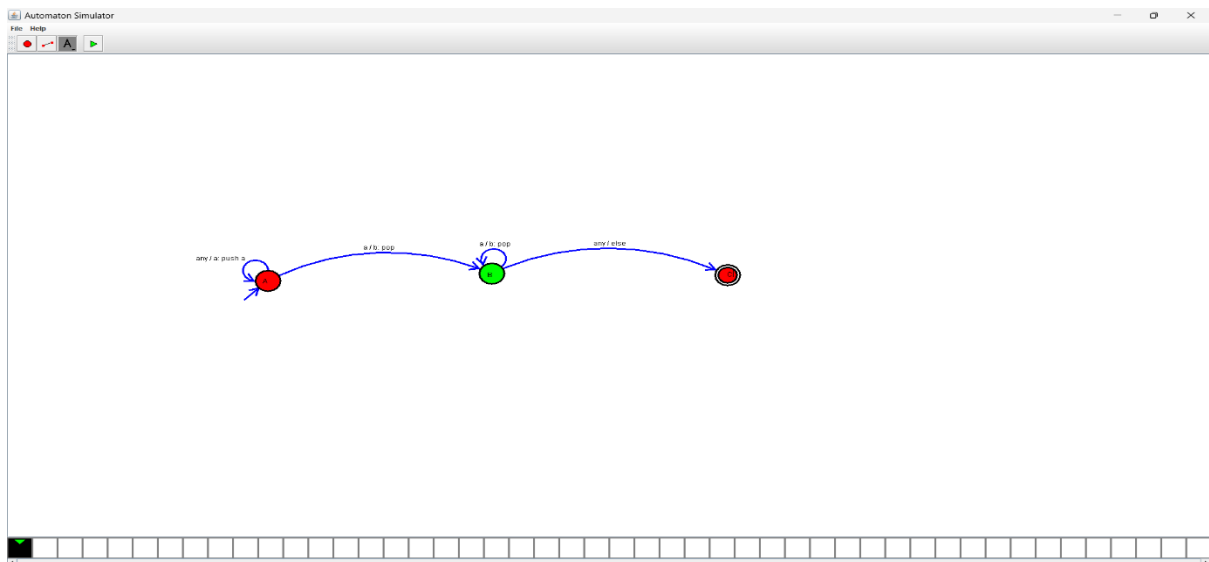 Automaton Simulator
File Help
A
a / b: pop
a / b: pop
any / else
any / a: push a
B